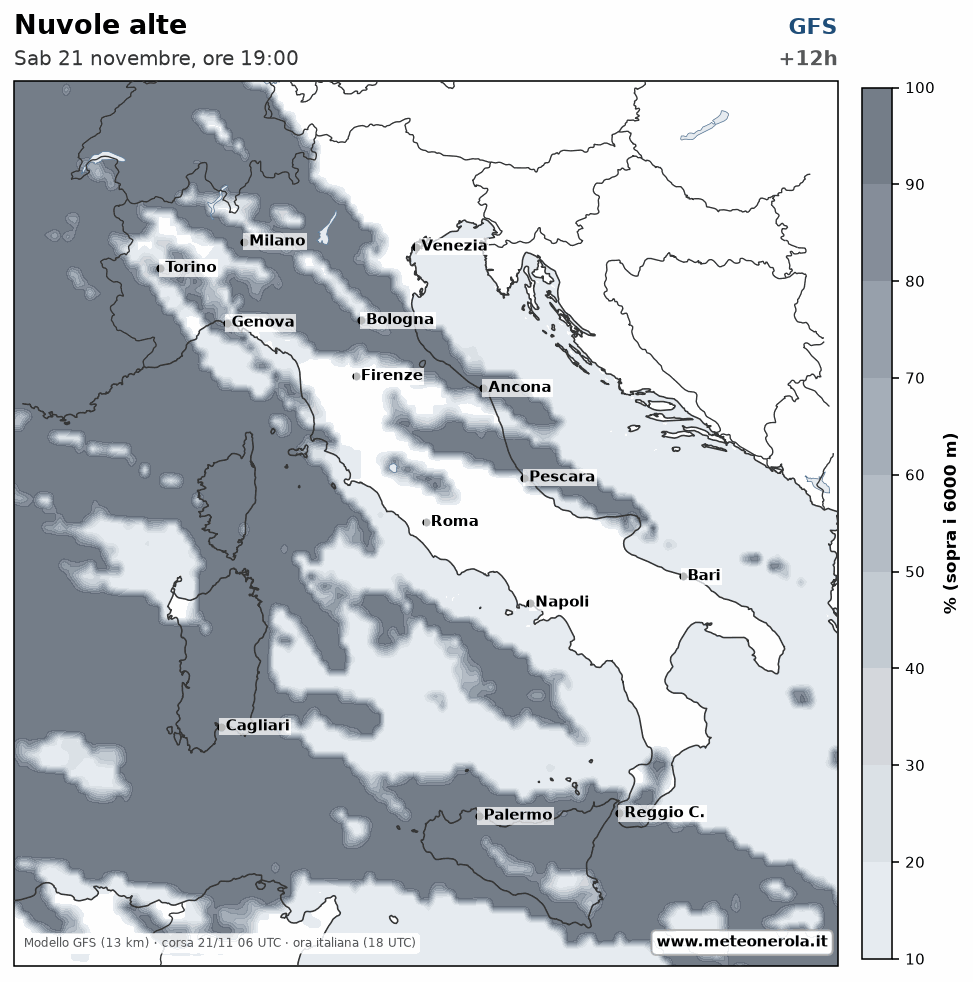 Nuvole alte
GFS
Sab 21 novembre, ore 19:00
+12h
100
90
80
70
60
50
40
30
20
10
% (sopra i 6000 m)
Milano
Venezia
Torino
Genova
Bologna
Firenze
Ancona
Pescara
Roma
Bari
Napoli
Cagliari
Palermo
Reggio C.
Modello GFS (13 km) · corsa 21/11 06 UTC · ora italiana (18 UTC)
www.meteonerola.it